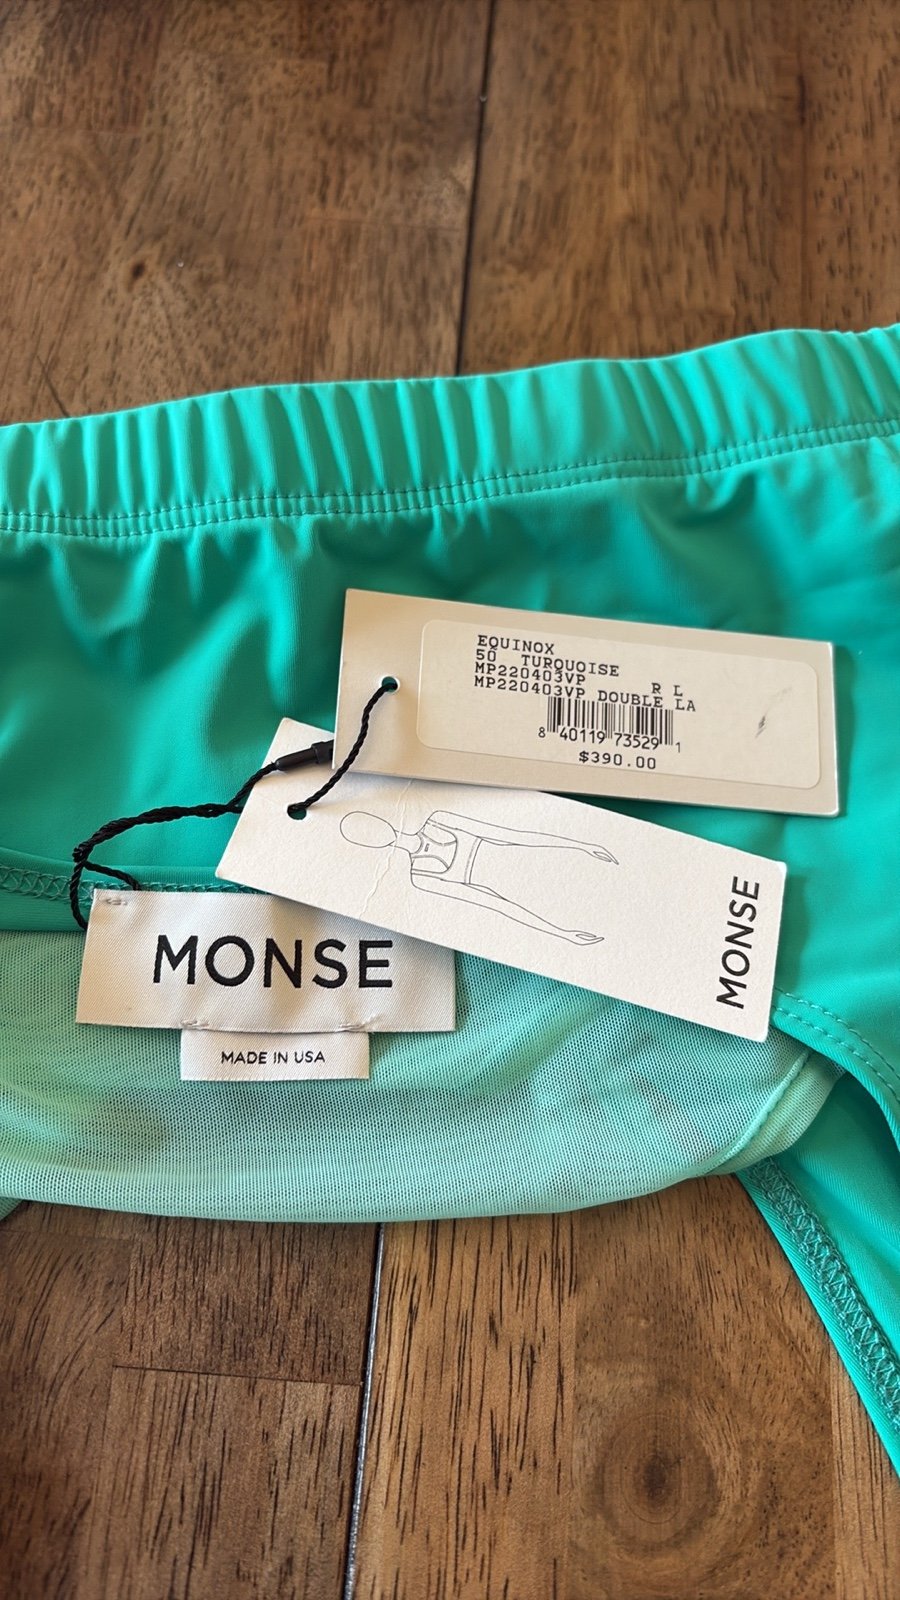 EQUINOX
50 TURQUOISE
MP220403VP R L
MP220403VP DOUBLE LA
8 40119 73529 1
$390.00
MONSE
MONSE
MADE IN USA